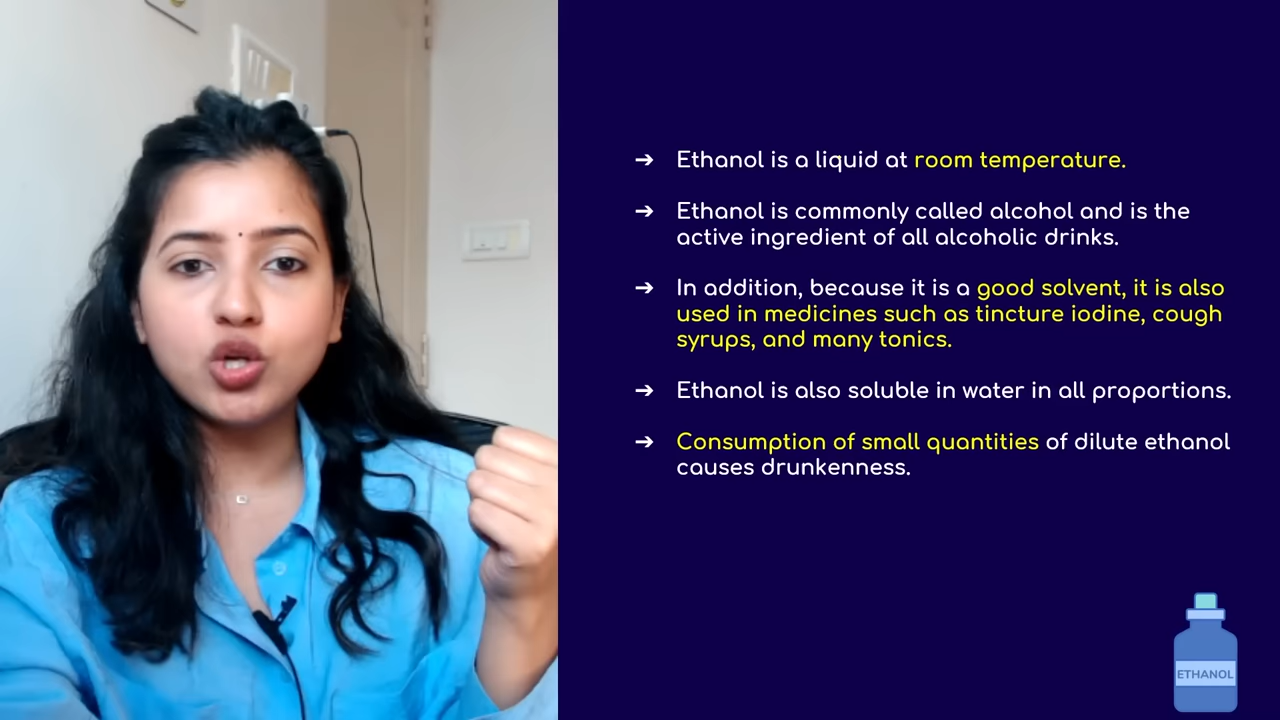 ➔ Ethanol is a liquid at room temperature.
➔ Ethanol is commonly called alcohol and is the
active ingredient of all alcoholic drinks.
➔ In addition, because it is a good solvent, it is also
used in medicines such as tincture iodine, cough
syrups, and many tonics.
➔ Ethanol is also soluble in water in all proportions.
➔ Consumption of small quantities of dilute ethanol
causes drunkenness.
ETHANOL